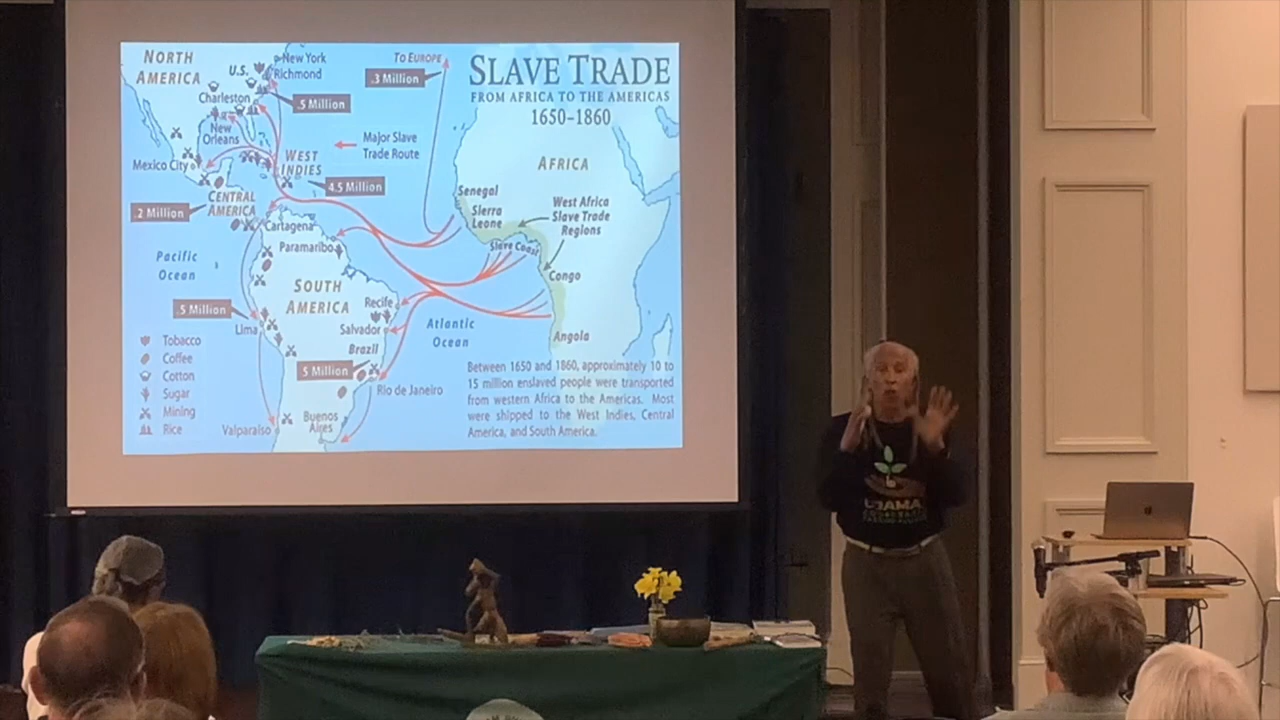 NORTH
AMERICA
U.S.
New York
Richmond
Charleston
.5 Million
New
Orleans
Mexico City
WEST
INDIES
4.5 Million
CENTRAL
AMERICA
.2 Million
Cartagena
Paramaribo
Pacific
Ocean
SOUTH
AMERICA
.5 Million
Lima
Recife
Salvador
Brazil
5 Million
Rio de Janeiro
Buenos
Aires
Valparaiso
Atlantic
Ocean
Tobacco
Coffee
Cotton
Sugar
Mining
Rice
TO EUROPE
.3 Million
Major Slave
Trade Route
SLAVE TRADE
FROM AFRICA TO THE AMERICAS
1650–1860
AFRICA
Senegal
Sierra
Leone
West Africa
Slave Trade
Regions
Slave Coast
Congo
Angola
Between 1650 and 1860, approximately 10 to
15 million enslaved people were transported
from western Africa to the Americas. Most
were shipped to the West Indies, Central
America, and South America.
UJAMAA